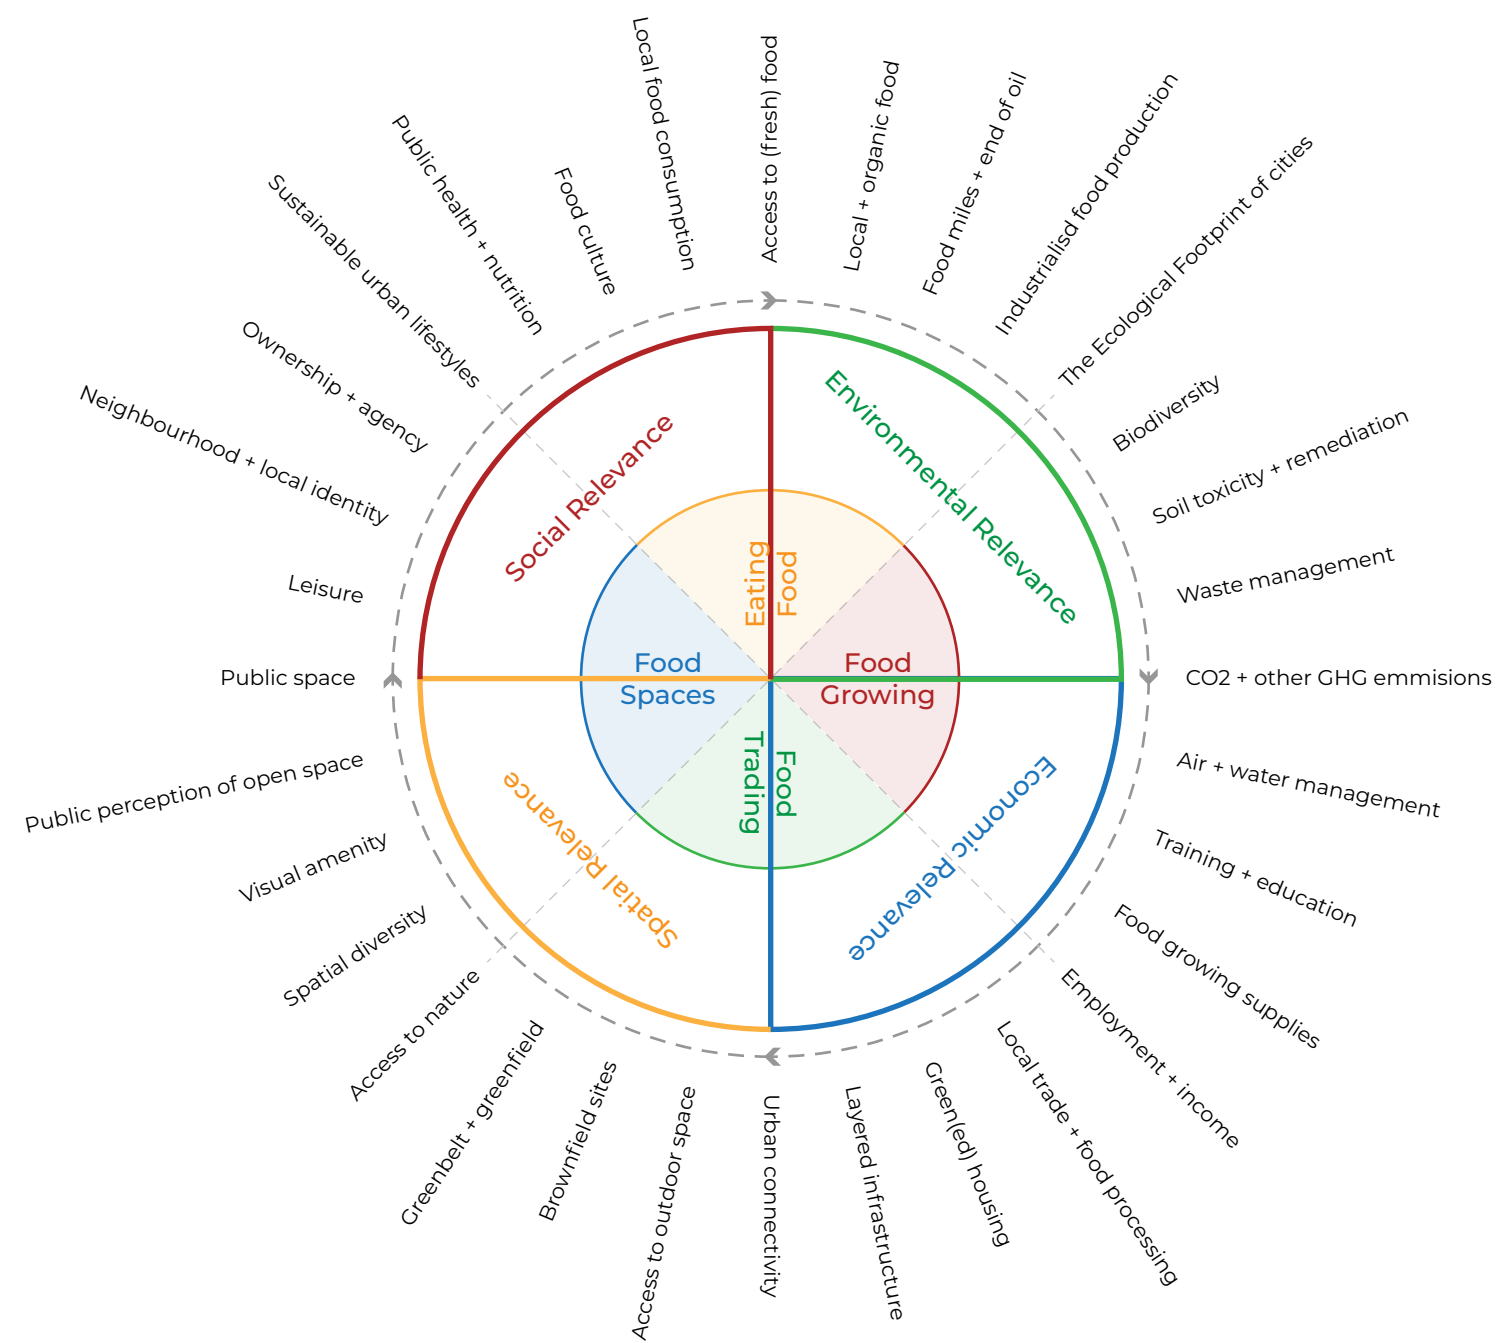 Access to (fresh) food
Local + organic food
Food miles + end of oil
Industrialisd food production
The Ecological Footprint of cities
Biodiversity
Soil toxicity + remediation
Waste management
CO2 + other GHG emmisions
Air + water management
Training + education
Food growing supplies
Employment + income
Local trade + food processing
Green(ed) housing
Layered infrastructure
Urban connectivity
Access to outdoor space
Brownfield sites
Greenbelt + greenfield
Access to nature
Spatial diversity
Visual amenity
Public perception of open space
Public space
Leisure
Neighbourhood + local identity
Ownership + agency
Sustainable urban lifestyles
Public health + nutrition
Food culture
Local food consumption
Social Relevance
Environmental Relevance
Economic Relevance
Spatial Relevance
Eating
Food
Food
Growing
Food
Trading
Food
Spaces